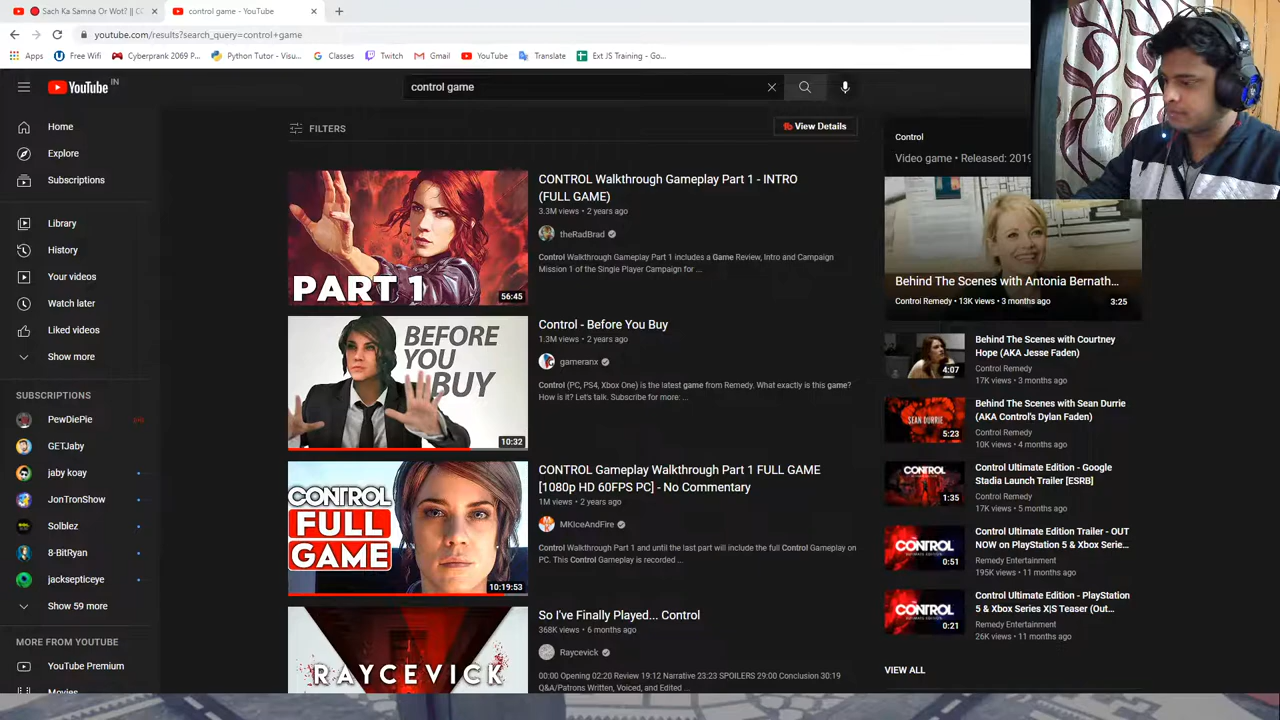 Sach Ka Samna Or Wot? || CO
control game - YouTube
youtube.com/results?search_query=control+game
Apps
Free Wifi
Cyberprank 2069 P...
Python Tutor - Visu...
Classes
Twitch
Gmail
YouTube
Translate
Ext JS Training - Go...
YouTube IN
control game
Home
Explore
Subscriptions
Library
History
Your videos
Watch later
Liked videos
Show more
SUBSCRIPTIONS
PewDiePie
GETJaby
jaby koay
JonTronShow
Solblez
8-BitRyan
jacksepticeye
Show 59 more
MORE FROM YOUTUBE
YouTube Premium
Movies
FILTERS
View Details
PART 1
56:45
CONTROL Walkthrough Gameplay Part 1 - INTRO
(FULL GAME)
3.3M views • 2 years ago
theRadBrad
Control Walkthrough Gameplay Part 1 includes a Game Review, Intro and Campaign
Mission 1 of the Single Player Campaign for ...
BEFORE
YOU
BUY
10:32
Control - Before You Buy
1.3M views • 2 years ago
gameranx
Control (PC, PS4, Xbox One) is the latest game from Remedy. What exactly is this game?
How is it? Let's talk. Subscribe for more: ...
CONTROL
FULL
GAME
10:19:53
CONTROL Gameplay Walkthrough Part 1 FULL GAME
[1080p HD 60FPS PC] - No Commentary
1M views • 2 years ago
MKIceAndFire
Control Walkthrough Part 1 and until the last part will include the full Control Gameplay on
PC. This Control Gameplay is recorded ...
RAYCEVICK
So I've Finally Played... Control
368K views • 6 months ago
Raycevick
00:00 Opening 02:20 Review 19:12 Narrative 23:23 SPOILERS 29:00 Conclusion 30:19
Q&A/Patrons Written, Voiced, and Edited ...
Control
Video game • Released: 2019
Behind The Scenes with Antonia Bernath...
Control Remedy • 13K views • 3 months ago
3:25
4:07
Behind The Scenes with Courtney
Hope (AKA Jesse Faden)
Control Remedy
17K views • 3 months ago
SEAN DURRIE
5:23
Behind The Scenes with Sean Durrie
(AKA Control's Dylan Faden)
Control Remedy
10K views • 4 months ago
CONTROL
1:35
Control Ultimate Edition - Google
Stadia Launch Trailer [ESRB]
Control Remedy
17K views • 5 months ago
CONTROL
0:51
Control Ultimate Edition Trailer - OUT
NOW on PlayStation 5 & Xbox Serie...
Remedy Entertainment
195K views • 11 months ago
CONTROL
0:21
Control Ultimate Edition - PlayStation
5 & Xbox Series X|S Teaser (Out...
Remedy Entertainment
26K views • 11 months ago
VIEW ALL